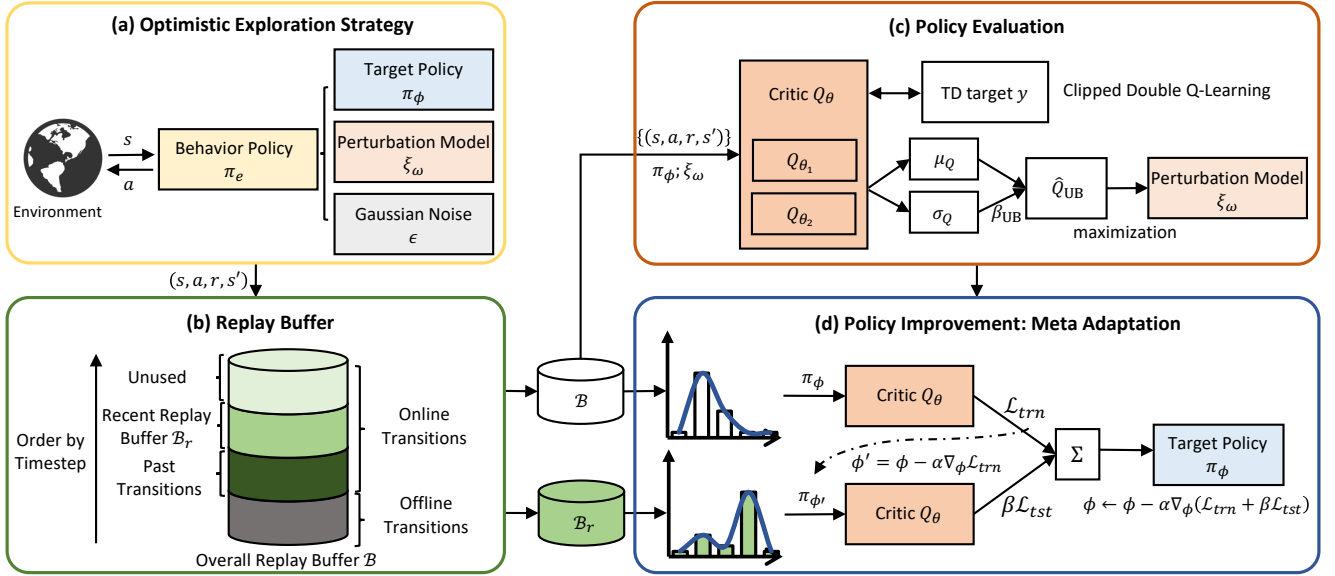 (a) Optimistic Exploration Strategy
Target Policy
π_ϕ
s
a
Environment
Behavior Policy
π_e
Perturbation Model
ξ_ω
Gaussian Noise
ϵ
(s, a, r, s′)
(b) Replay Buffer
Order by
Timestep
Unused
Recent Replay
Buffer ℬ_r
Past
Transitions
Online
Transitions
Offline
Transitions
Overall Replay Buffer ℬ
ℬ
ℬ_r
{(s, a, r, s′)}
π_ϕ; ξ_ω
(c) Policy Evaluation
Critic Q_θ
Q_θ₁
Q_θ₂
TD target y
Clipped Double Q-Learning
μ_Q
σ_Q
β_UB
Q̂_UB
maximization
Perturbation Model
ξ_ω
(d) Policy Improvement: Meta Adaptation
π_ϕ
Critic Q_θ
ℒ_trn
ϕ′ = ϕ − α∇_ϕℒ_trn
π_ϕ′
Critic Q_θ
βℒ_tst
Σ
Target Policy
π_ϕ
ϕ ← ϕ − α∇_ϕ(ℒ_trn + βℒ_tst)